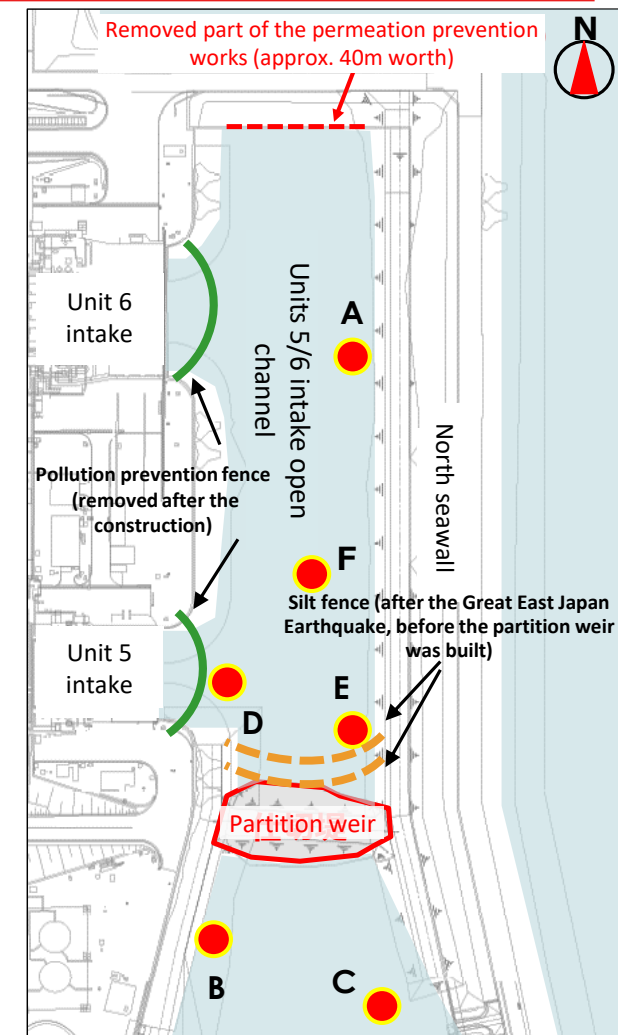 Removed part of the permeation prevention
works (approx. 40m worth)
N
Unit 6
intake
Units 5/6 intake open
channel
A
North seawall
Pollution prevention fence
(removed after the
construction)
F
Silt fence (after the Great East Japan
Earthquake, before the partition weir
was built)
Unit 5
intake
E
D
Partition weir
B
C